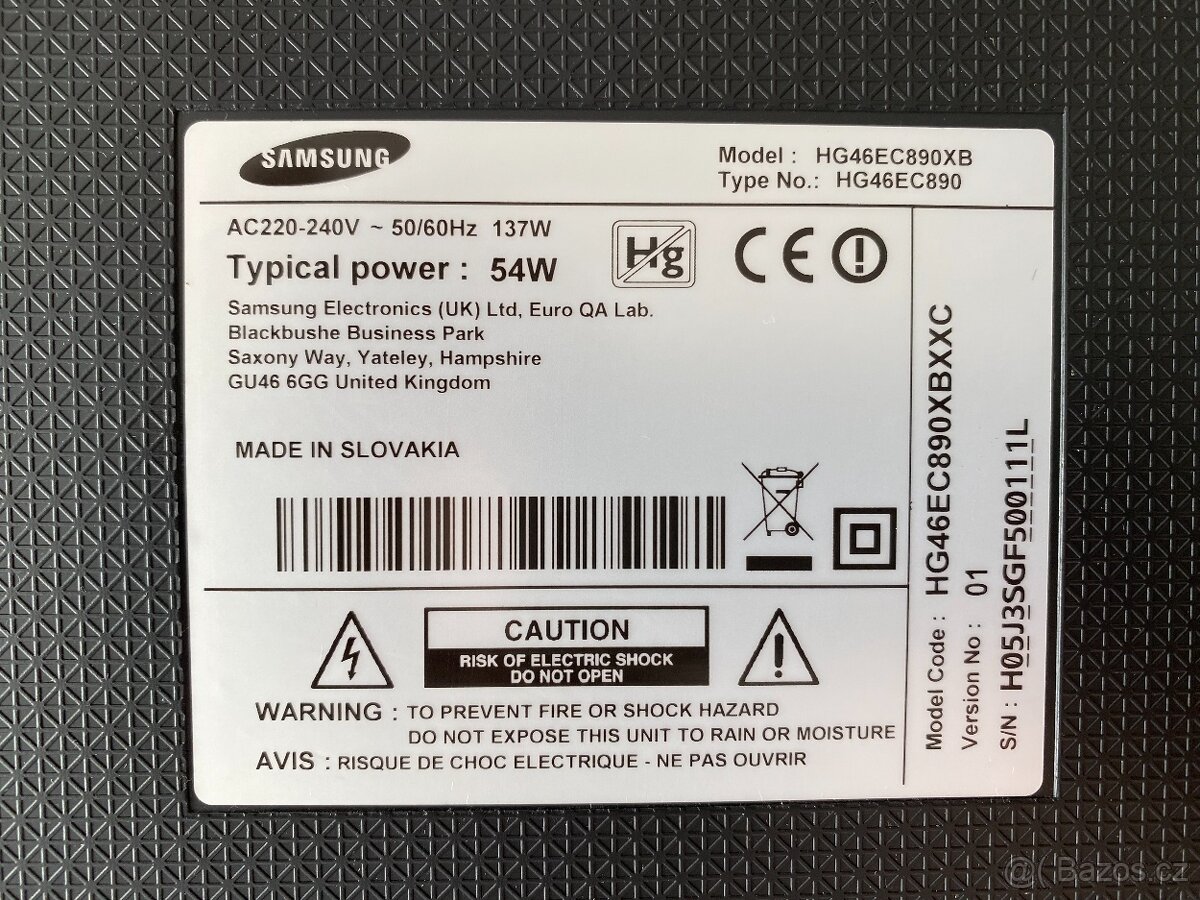 SAMSUNG
Model : HG46EC890XB
Type No.: HG46EC890
AC220-240V ~ 50/60Hz 137W
Typical power : 54W
Hg
CE
Samsung Electronics (UK) Ltd, Euro QA Lab.
Blackbushe Business Park
Saxony Way, Yateley, Hampshire
GU46 6GG United Kingdom
MADE IN SLOVAKIA
CAUTION
RISK OF ELECTRIC SHOCK
DO NOT OPEN
WARNING : TO PREVENT FIRE OR SHOCK HAZARD
DO NOT EXPOSE THIS UNIT TO RAIN OR MOISTURE
AVIS : RISQUE DE CHOC ELECTRIQUE - NE PAS OUVRIR
Model Code : HG46EC890XBXXC
Version No : 01
S/N : H05J3SGF500111L
@( Bazos.cz